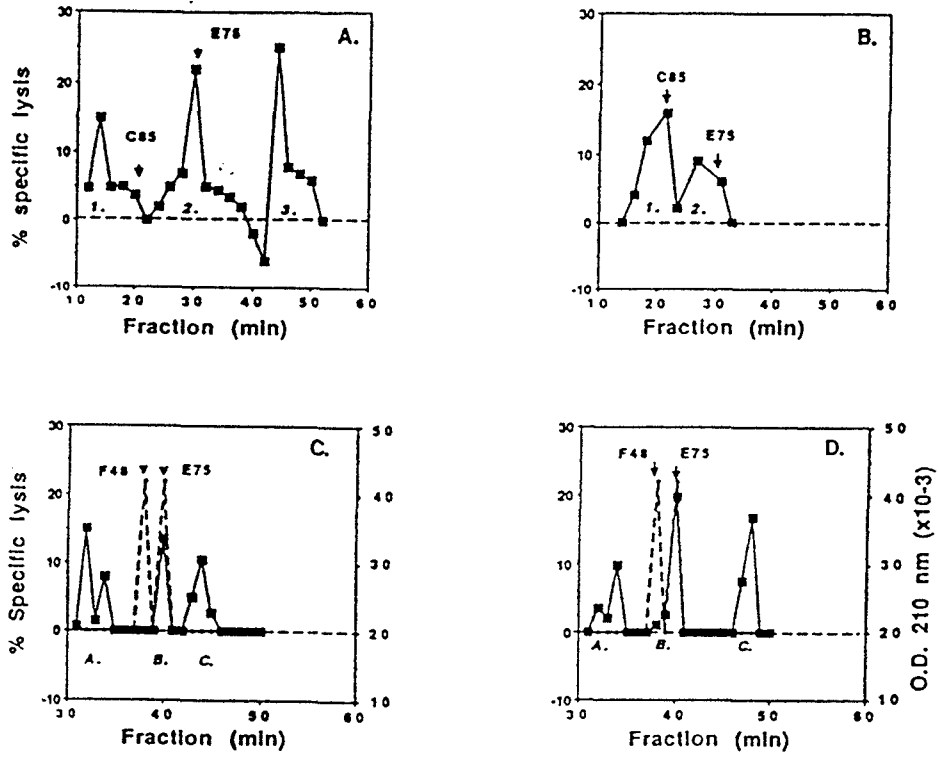 A.
30
20
10
0
-10
% specific lysis
E75
C85
1.
2.
3.
10 20 30 40 50 60
Fraction (min)
B.
30
20
10
0
-10
C85
E75
1.
2.
10 20 30 40 50 60
Fraction (min)
C.
30
20
10
0
-10
% Specific lysis
F48
E75
A.
B.
C.
50
40
30
20
10
30 40 50 60
Fraction (min)
D.
30
20
10
0
-10
F48
E75
A.
B.
C.
50
40
30
20
10
O.D. 210 nm (x10-3)
30 40 50 60
Fraction (min)